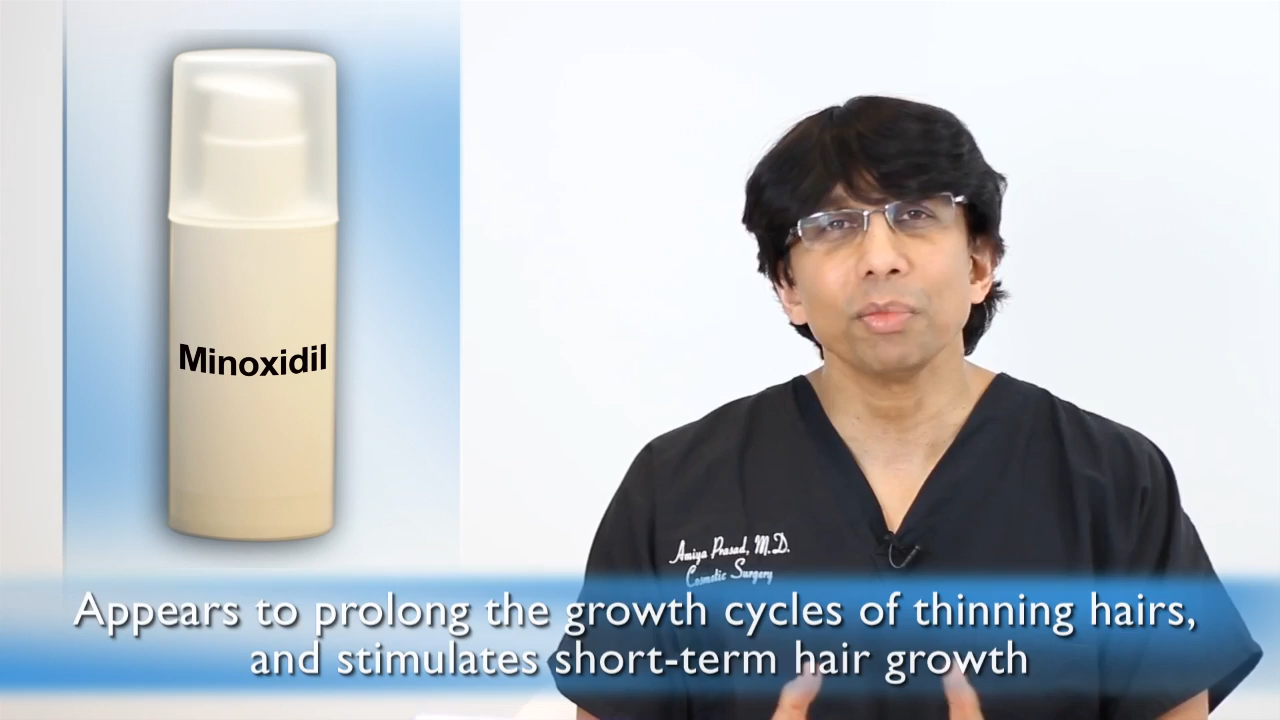 Minoxidil
Amiya Prasad, M.D.
Cosmetic Surgery
Appears to prolong the growth cycles of thinning hairs,
and stimulates short-term hair growth